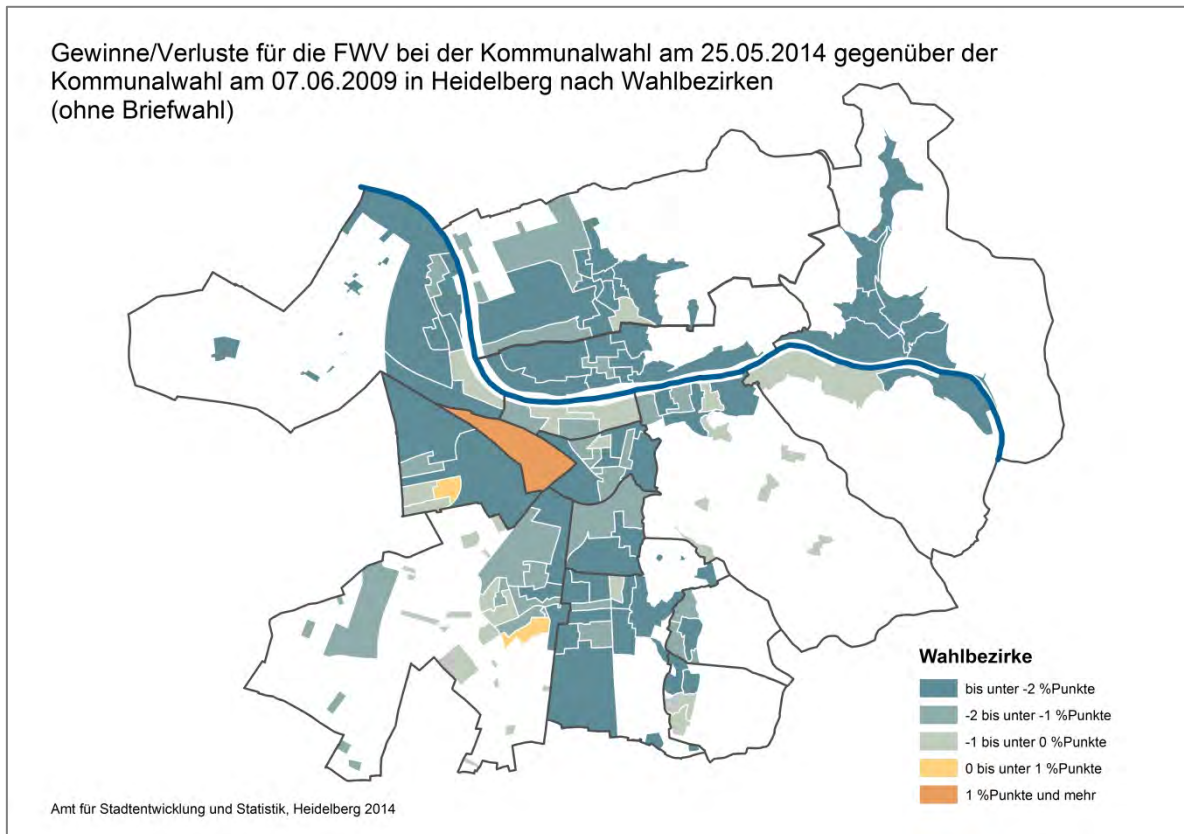 Gewinne/Verluste für die FWV bei der Kommunalwahl am 25.05.2014 gegenüber der
Kommunalwahl am 07.06.2009 in Heidelberg nach Wahlbezirken
(ohne Briefwahl)
Wahlbezirke
bis unter -2 %Punkte
-2 bis unter -1 %Punkte
-1 bis unter 0 %Punkte
0 bis unter 1 %Punkte
1 %Punkte und mehr
Amt für Stadtentwicklung und Statistik, Heidelberg 2014